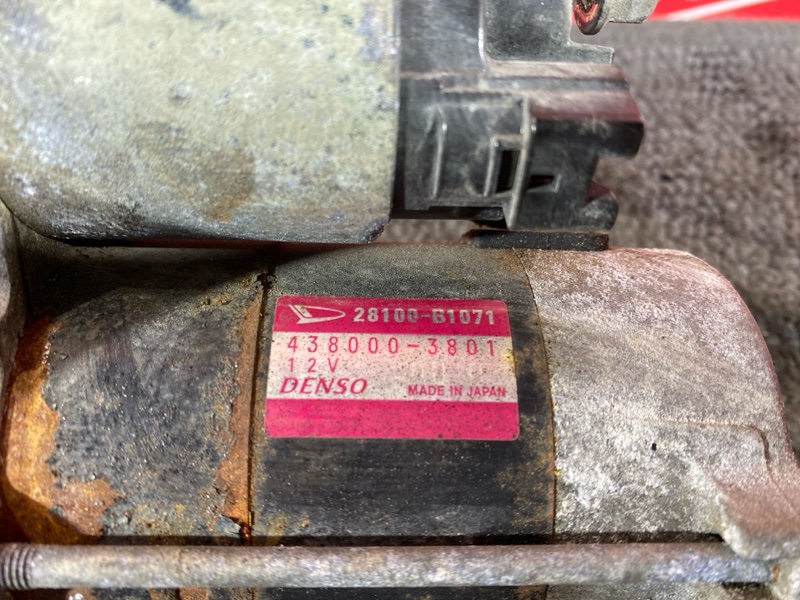 28100-B1071
438000-3801
12V
DENSO MADE IN JAPAN